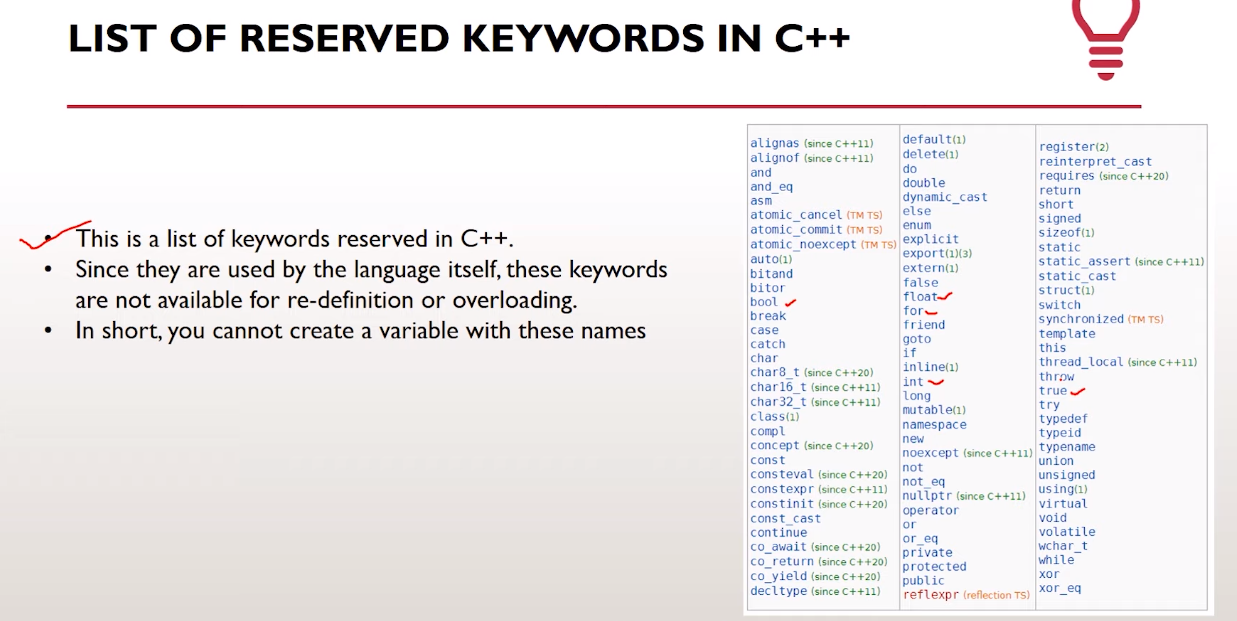 LIST OF RESERVED KEYWORDS IN C++
• This is a list of keywords reserved in C++.
• Since they are used by the language itself, these keywords
are not available for re-definition or overloading.
• In short, you cannot create a variable with these names
alignas (since C++11)
alignof (since C++11)
and
and_eq
asm
atomic_cancel (TM TS)
atomic_commit (TM TS)
atomic_noexcept (TM TS)
auto(1)
bitand
bitor
bool
break
case
catch
char
char8_t (since C++20)
char16_t (since C++11)
char32_t (since C++11)
class(1)
compl
concept (since C++20)
const
consteval (since C++20)
constexpr (since C++11)
constinit (since C++20)
const_cast
continue
co_await (since C++20)
co_return (since C++20)
co_yield (since C++20)
decltype (since C++11)
default(1)
delete(1)
do
double
dynamic_cast
else
enum
explicit
export(1)(3)
extern(1)
false
float
for
friend
goto
if
inline(1)
int
long
mutable(1)
namespace
new
noexcept (since C++11)
not
not_eq
nullptr (since C++11)
operator
or
or_eq
private
protected
public
reflexpr (reflection TS)
register(2)
reinterpret_cast
requires (since C++20)
return
short
signed
sizeof(1)
static
static_assert (since C++11)
static_cast
struct(1)
switch
synchronized (TM TS)
template
this
thread_local (since C++11)
throw
true
try
typedef
typeid
typename
union
unsigned
using(1)
virtual
void
volatile
wchar_t
while
xor
xor_eq